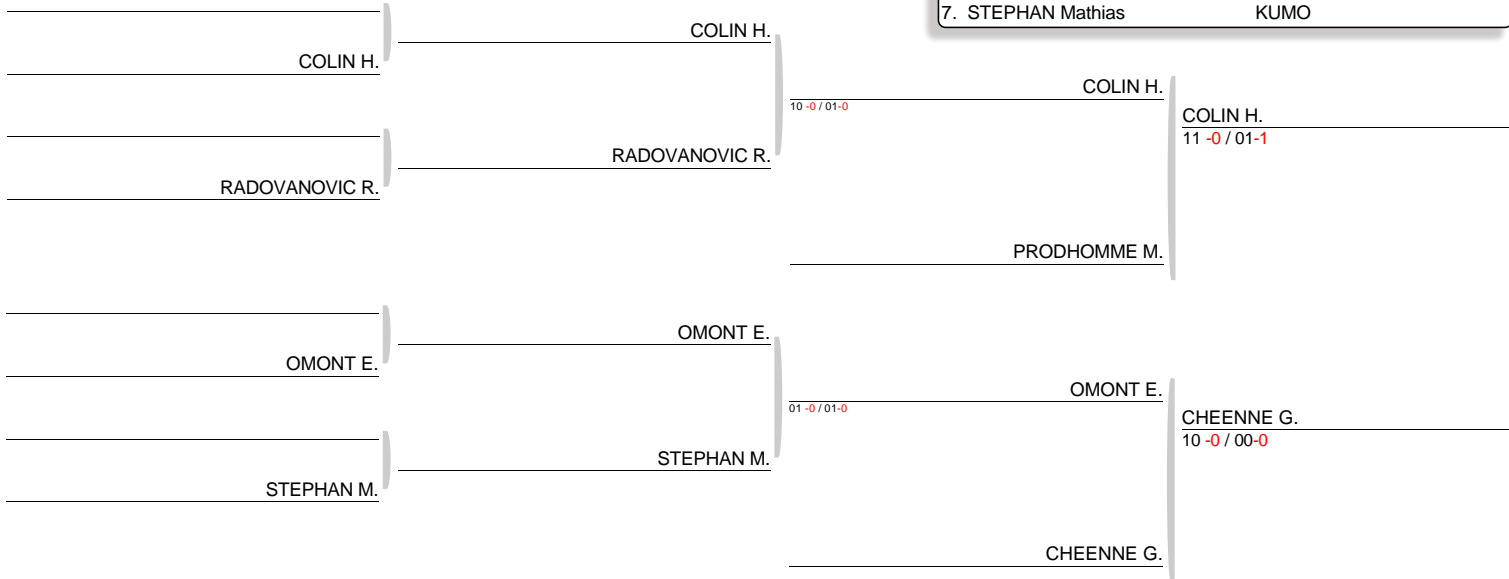 7. STEPHAN Mathias KUMO
COLIN H.
COLIN H.
COLIN H.
10 -0 / 01-0
COLIN H.
11 -0 / 01-1
RADOVANOVIC R.
RADOVANOVIC R.
PRODHOMME M.
OMONT E.
OMONT E.
OMONT E.
01 -0 / 01-0
CHEENNE G.
10 -0 / 00-0
STEPHAN M.
STEPHAN M.
CHEENNE G.